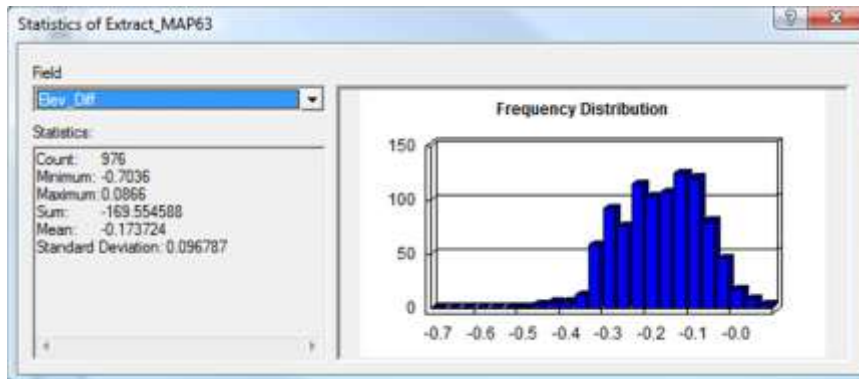 Statistics of Extract_MAP63
Field
Elev_Diff
Statistics:
Count: 976
Minimum: -0.7036
Maximum: 0.0866
Sum: -169.554588
Mean: -0.173724
Standard Deviation: 0.096787
Frequency Distribution
150
100
50
0
-0.7 -0.6 -0.5 -0.4 -0.3 -0.2 -0.1 -0.0